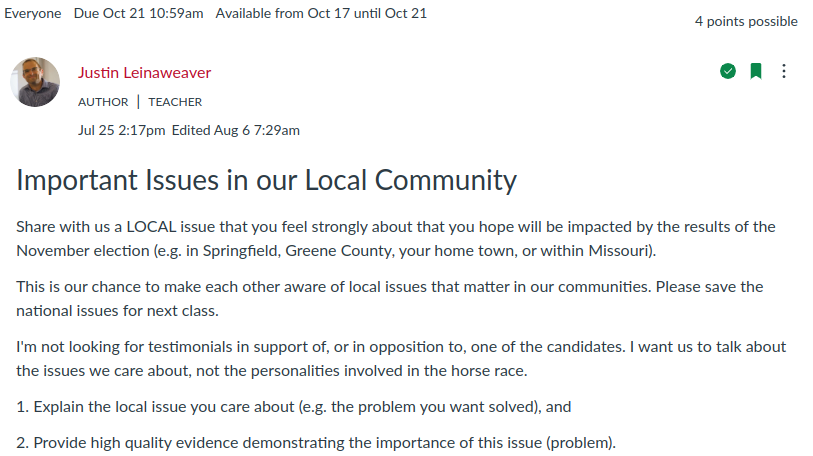 Everyone Due Oct 21 10:59am Available from Oct 17 until Oct 21
4 points possible
Justin Leinaweaver
AUTHOR | TEACHER
Jul 25 2:17pm Edited Aug 6 7:29am
Important Issues in our Local Community
Share with us a LOCAL issue that you feel strongly about that you hope will be impacted by the results of the
November election (e.g. in Springfield, Greene County, your home town, or within Missouri).
This is our chance to make each other aware of local issues that matter in our communities. Please save the
national issues for next class.
I'm not looking for testimonials in support of, or in opposition to, one of the candidates. I want us to talk about
the issues we care about, not the personalities involved in the horse race.
1. Explain the local issue you care about (e.g. the problem you want solved), and
2. Provide high quality evidence demonstrating the importance of this issue (problem).